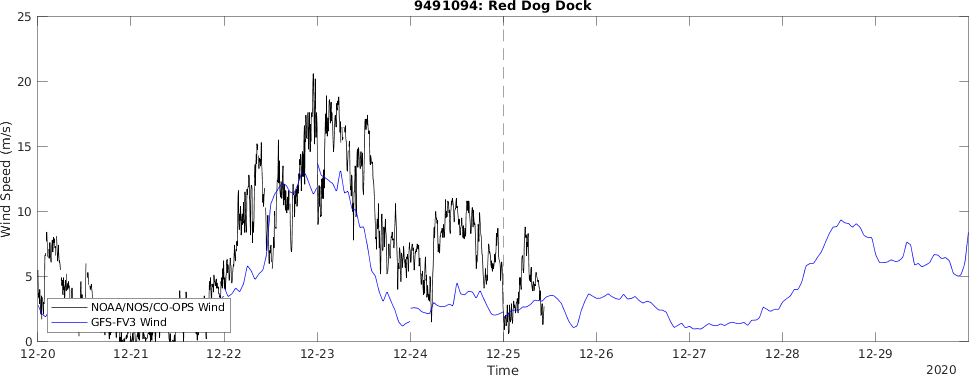 9491094: Red Dog Dock
25
20
15
10
5
0
Wind Speed (m/s)
NOAA/NOS/CO-OPS Wind
GFS-FV3 Wind
12-20 12-21 12-22 12-23 12-24 12-25 12-26 12-27 12-28 12-29
Time
2020